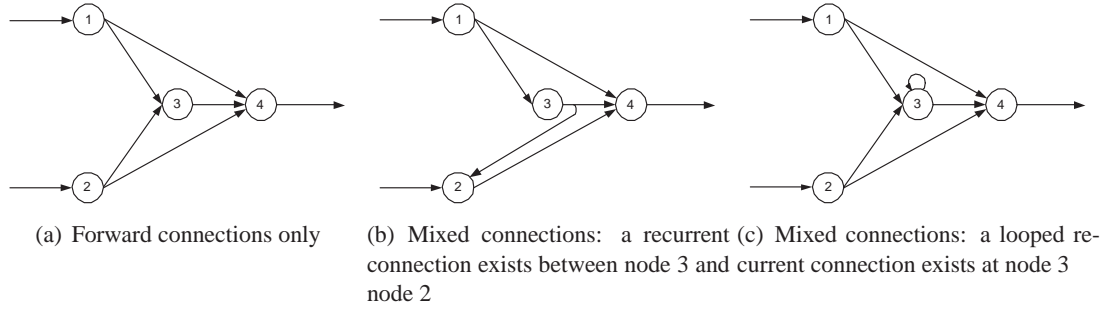 1
3
4
2
1
3
4
2
1
3
4
2
(a) Forward connections only
(b) Mixed connections: a recurrent
connection exists between node 3 and
node 2
(c) Mixed connections: a looped re-
current connection exists at node 3